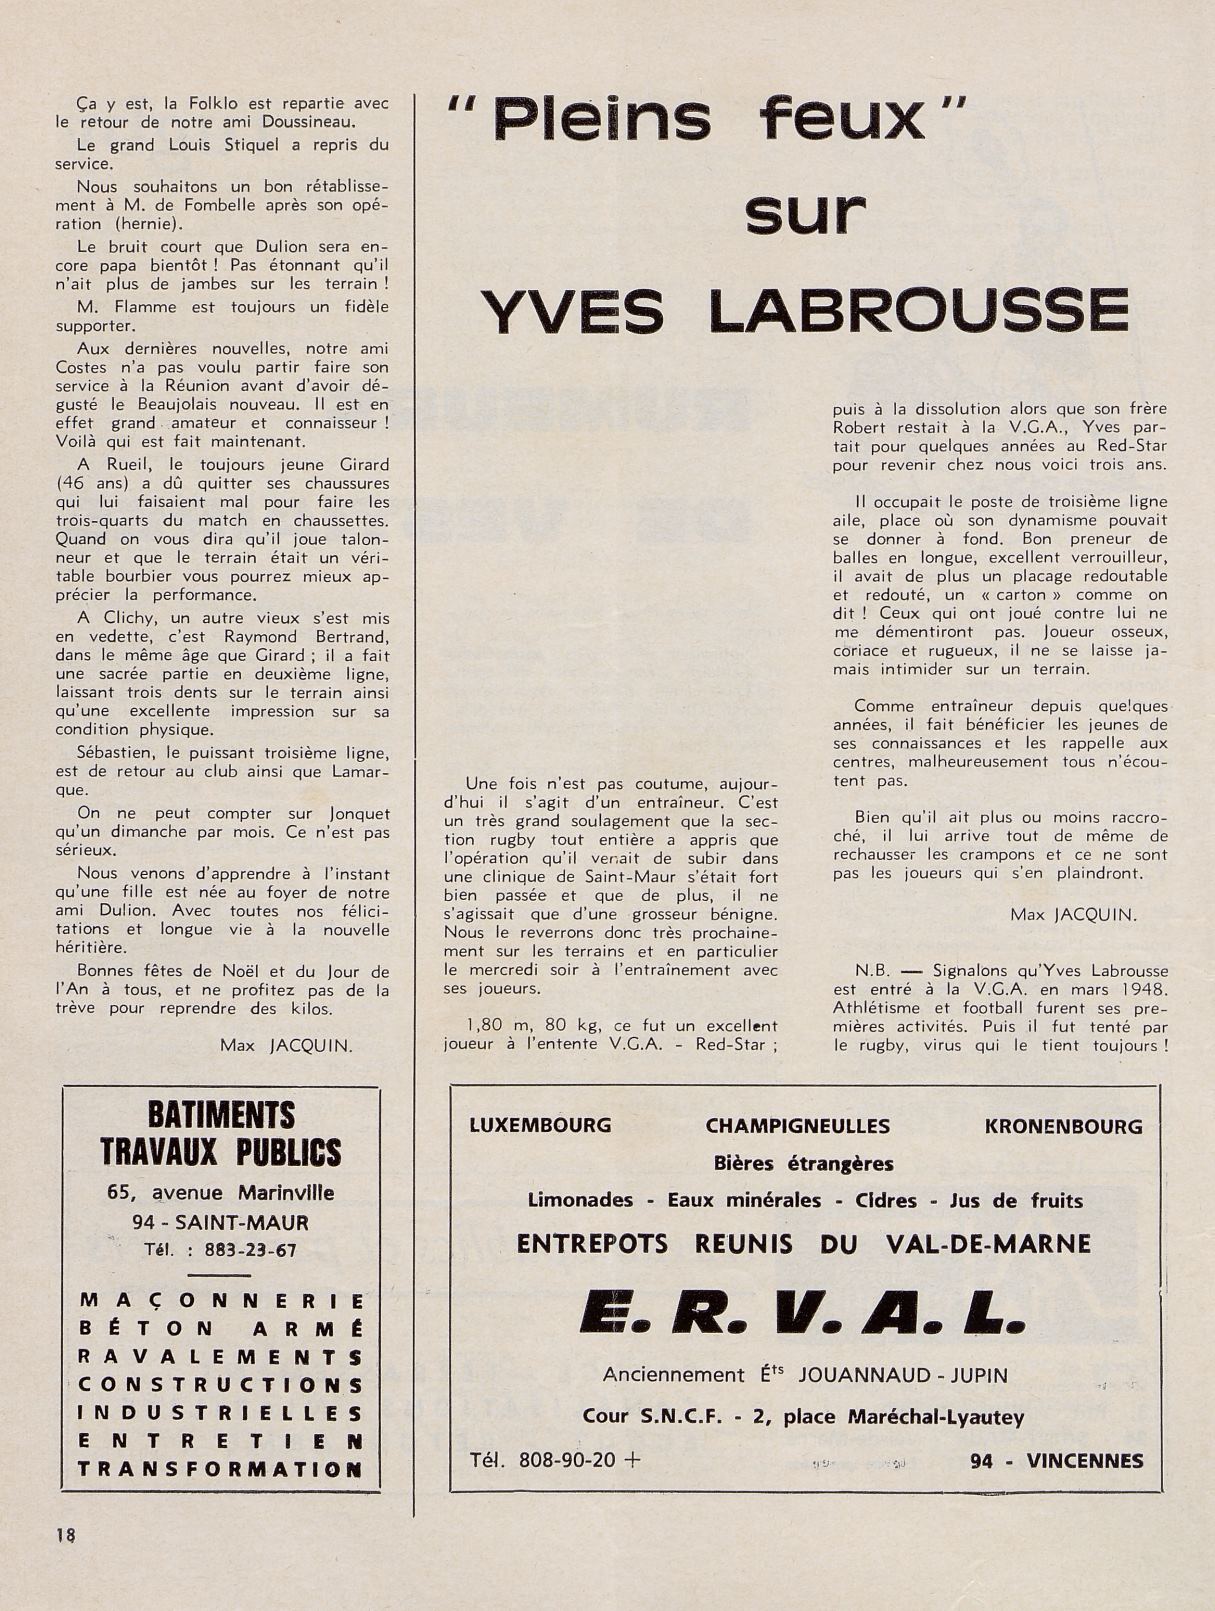 Ça y est, la Folklo est repartie avec
le retour de notre ami Doussineau.
Le grand Louis Stiquel a repris du
service.
Nous souhaitons un bon rétablisse-
ment à M. de Fombelle après son opé-
ration (hernie).
Le bruit court que Dulion sera en-
core papa bientôt ! Pas étonnant qu'il
n'ait plus de jambes sur les terrain !
M. Flamme est toujours un fidèle
supporter.
Aux dernières nouvelles, notre ami
Costes n'a pas voulu partir faire son
service à la Réunion avant d'avoir dé-
gusté le Beaujolais nouveau. Il est en
effet grand amateur et connaisseur !
Voilà qui est fait maintenant.
A Rueil, le toujours jeune Girard
(46 ans) a dû quitter ses chaussures
qui lui faisaient mal pour faire les
trois-quarts du match en chaussettes.
Quand on vous dira qu'il joue talon-
neur et que le terrain était un véri-
table bourbier vous pourrez mieux ap-
précier la performance.
A Clichy, un autre vieux s'est mis
en vedette, c'est Raymond Bertrand,
dans le même âge que Girard ; il a fait
une sacrée partie en deuxième ligne,
laissant trois dents sur le terrain ainsi
qu'une excellente impression sur sa
condition physique.
Sébastien, le puissant troisième ligne,
est de retour au club ainsi que Lamar-
que.
On ne peut compter sur Jonquet
qu'un dimanche par mois. Ce n'est pas
sérieux.
Nous venons d'apprendre à l'instant
qu'une fille est née au foyer de notre
ami Dulion. Avec toutes nos félici-
tations et longue vie à la nouvelle
héritière.
Bonnes fêtes de Noël et du Jour de
l'An à tous, et ne profitez pas de la
trève pour reprendre des kilos.
Max JACQUIN.
BATIMENTS
TRAVAUX PUBLICS
65, avenue Marinville
94 - SAINT-MAUR
Tél. : 883-23-67
MAÇONNERIE
BÉTON ARMÉ
RAVALEMENTS
CONSTRUCTIONS
INDUSTRIELLES
ENTRETIEN
TRANSFORMATION
"Pleins feux"
sur
YVES LABROUSSE
Une fois n'est pas coutume, aujour-
d'hui il s'agit d'un entraîneur. C'est
un très grand soulagement que la sec-
tion rugby tout entière a appris que
l'opération qu'il venait de subir dans
une clinique de Saint-Maur s'était fort
bien passée et que de plus, il ne
s'agissait que d'une grosseur bénigne.
Nous le reverrons donc très prochaine-
ment sur les terrains et en particulier
le mercredi soir à l'entraînement avec
ses joueurs.
1,80 m, 80 kg, ce fut un excellent
joueur à l'entente V.G.A. - Red-Star ;
puis à la dissolution alors que son frère
Robert restait à la V.G.A., Yves par-
tait pour quelques années au Red-Star
pour revenir chez nous voici trois ans.
Il occupait le poste de troisième ligne
aile, place où son dynamisme pouvait
se donner à fond. Bon preneur de
balles en longue, excellent verrouilleur,
il avait de plus un placage redoutable
et redouté, un « carton » comme on
dit ! Ceux qui ont joué contre lui ne
me démentiront pas. Joueur osseux,
coriace et rugueux, il ne se laisse ja-
mais intimider sur un terrain.
Comme entraîneur depuis quelques
années, il fait bénéficier les jeunes de
ses connaissances et les rappelle aux
centres, malheureusement tous n'écou-
tent pas.
Bien qu'il ait plus ou moins raccro-
ché, il lui arrive tout de même de
rechausser les crampons et ce ne sont
pas les joueurs qui s'en plaindront.
Max JACQUIN.
N.B. — Signalons qu'Yves Labrousse
est entré à la V.G.A. en mars 1948.
Athlétisme et football furent ses pre-
mières activités. Puis il fut tenté par
le rugby, virus qui le tient toujours !
LUXEMBOURG CHAMPIGNEULLES KRONENBOURG
Bières étrangères
Limonades - Eaux minérales - Cidres - Jus de fruits
ENTREPOTS REUNIS DU VAL-DE-MARNE
E.R.V.A.L.
Anciennement Éts JOUANNAUD - JUPIN
Cour S.N.C.F. - 2, place Maréchal-Lyautey
Tél. 808-90-20 + 94 - VINCENNES
18